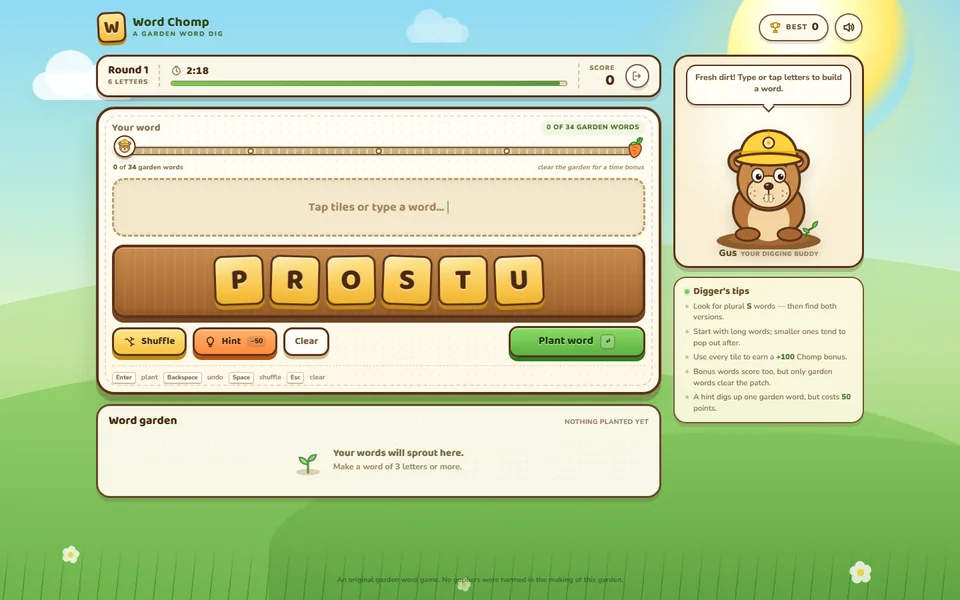 W
Word Chomp
A GARDEN WORD DIG
BEST 0
Round 1
6 LETTERS
2:18
SCORE
0
Your word
0 OF 34 GARDEN WORDS
0 of 34 garden words
clear the garden for a time bonus
Tap tiles or type a word...
P R O S T U
Shuffle
Hint -50
Clear
Plant word ↵
Enter plant Backspace undo Space shuffle Esc clear
Word garden
NOTHING PLANTED YET
Your words will sprout here.
Make a word of 3 letters or more.
Fresh dirt! Type or tap letters to build
a word.
Gus YOUR DIGGING BUDDY
Digger's tips
Look for plural S words — then find both
versions.
Start with long words; smaller ones tend to
pop out after.
Use every tile to earn a +100 Chomp bonus.
Bonus words score too, but only garden
words clear the patch.
A hint digs up one garden word, but costs 50
points.
An original garden word game. No gophers were harmed in the making of this garden.